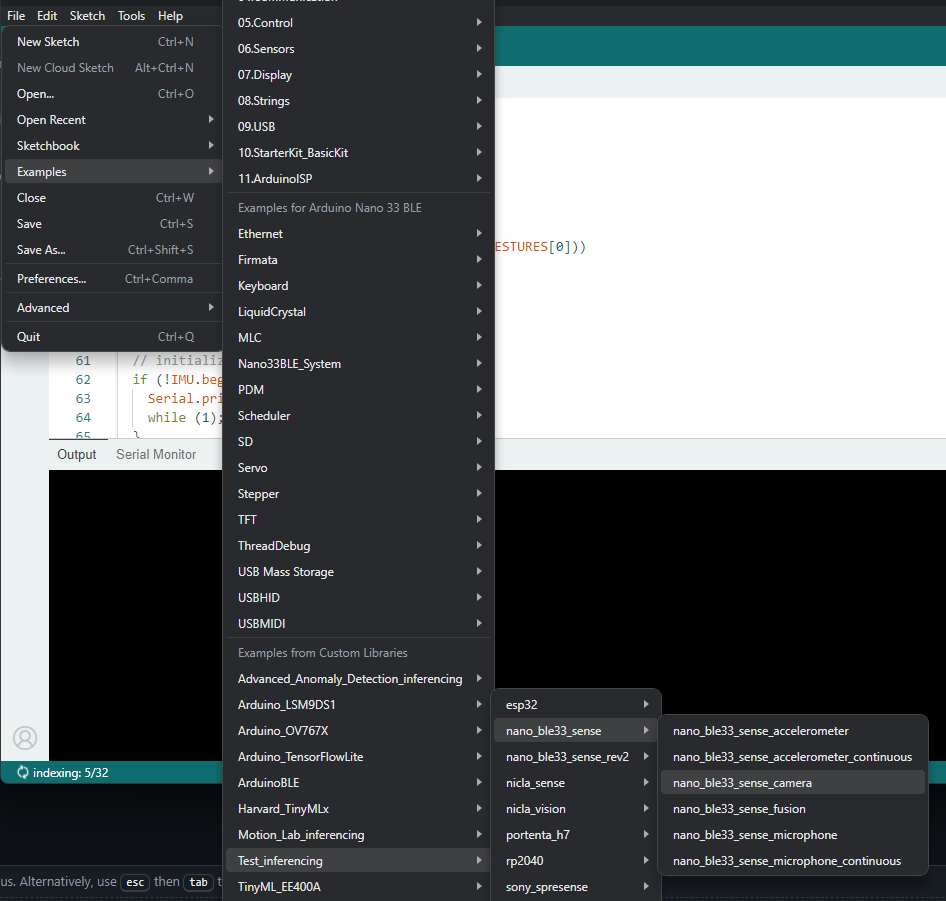 File Edit Sketch Tools Help
New Sketch Ctrl+N
New Cloud Sketch Alt+Ctrl+N
Open... Ctrl+O
Open Recent
Sketchbook
Examples
Close Ctrl+W
Save Ctrl+S
Save As... Ctrl+Shift+S
Preferences... Ctrl+Comma
Advanced
Quit Ctrl+Q
05.Control
06.Sensors
07.Display
08.Strings
09.USB
10.StarterKit_BasicKit
11.ArduinoISP
Examples for Arduino Nano 33 BLE
Ethernet
Firmata
Keyboard
LiquidCrystal
MLC
Nano33BLE_System
PDM
Scheduler
SD
Servo
Stepper
TFT
ThreadDebug
USB Mass Storage
USBHID
USBMIDI
Examples from Custom Libraries
Advanced_Anomaly_Detection_inferencing
Arduino_LSM9DS1
Arduino_OV767X
Arduino_TensorFlowLite
ArduinoBLE
Harvard_TinyMLx
Motion_Lab_inferencing
Test_inferencing
TinyML_EE400A
esp32
nano_ble33_sense
nano_ble33_sense_rev2
nicla_sense
nicla_vision
portenta_h7
rp2040
sony_spresense
nano_ble33_sense_accelerometer
nano_ble33_sense_accelerometer_continuous
nano_ble33_sense_camera
nano_ble33_sense_fusion
nano_ble33_sense_microphone
nano_ble33_sense_microphone_continuous
ESTURES[0]))
61 // initializ
62 if (!IMU.beg
63 Serial.pri
64 while (1);
65 }
Output Serial Monitor
indexing: 5/32
us. Alternatively, use esc then tab t